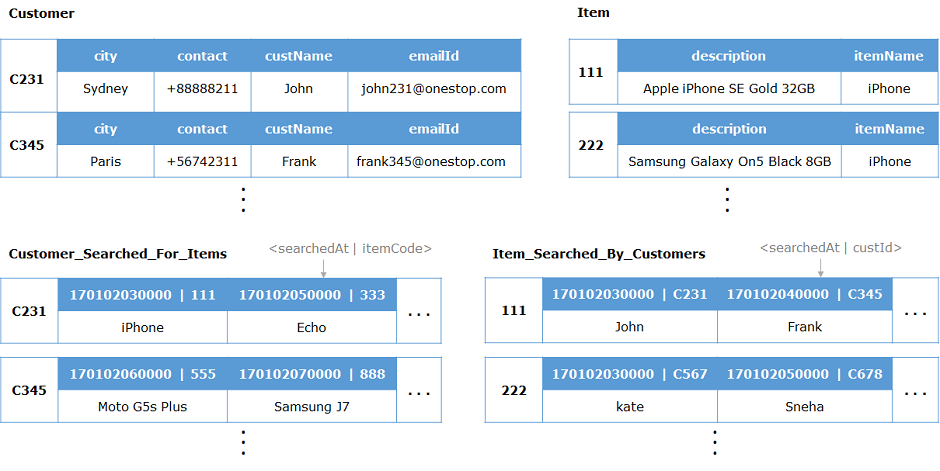 Customer
city contact custName emailId
C231
Sydney +88888211 John john231@onestop.com
city contact custName emailId
C345
Paris +56742311 Frank frank345@onestop.com
Item
description itemName
111
Apple iPhone SE Gold 32GB iPhone
description itemName
222
Samsung Galaxy On5 Black 8GB iPhone
Customer_Searched_For_Items
<searchedAt | itemCode>
170102030000 | 111 170102050000 | 333
C231 ...
iPhone Echo
170102060000 | 555 170102070000 | 888
C345 ...
Moto G5s Plus Samsung J7
Item_Searched_By_Customers
<searchedAt | custId>
170102030000 | C231 170102040000 | C345
111 ...
John Frank
170102030000 | C567 170102050000 | C678
222 ...
kate Sneha